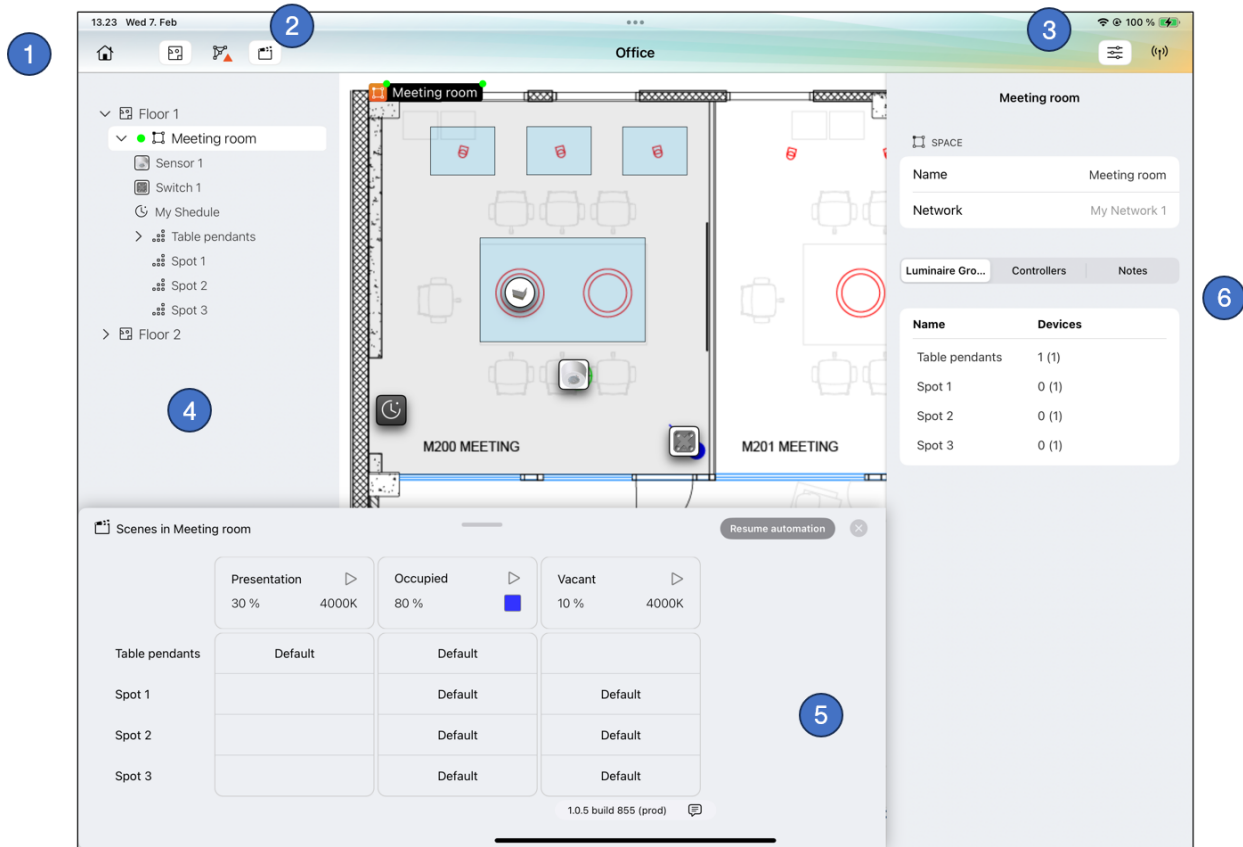 13.23 Wed 7. Feb
100 %
1
2
3
Office
Floor 1
Meeting room
Sensor 1
Switch 1
My Shedule
Table pendants
Spot 1
Spot 2
Spot 3
Floor 2
4
Meeting room
M200 MEETING
M201 MEETING
Meeting room
SPACE
Name Meeting room
Network My Network 1
Luminaire Gro... Controllers Notes
6
Name Devices
Table pendants 1 (1)
Spot 1 0 (1)
Spot 2 0 (1)
Spot 3 0 (1)
Scenes in Meeting room
Resume automation
Presentation Occupied Vacant
30 % 4000K 80 % 10 % 4000K
Table pendants Default Default
Spot 1 Default Default
Spot 2 Default Default
Spot 3 Default Default
5
1.0.5 build 855 (prod)